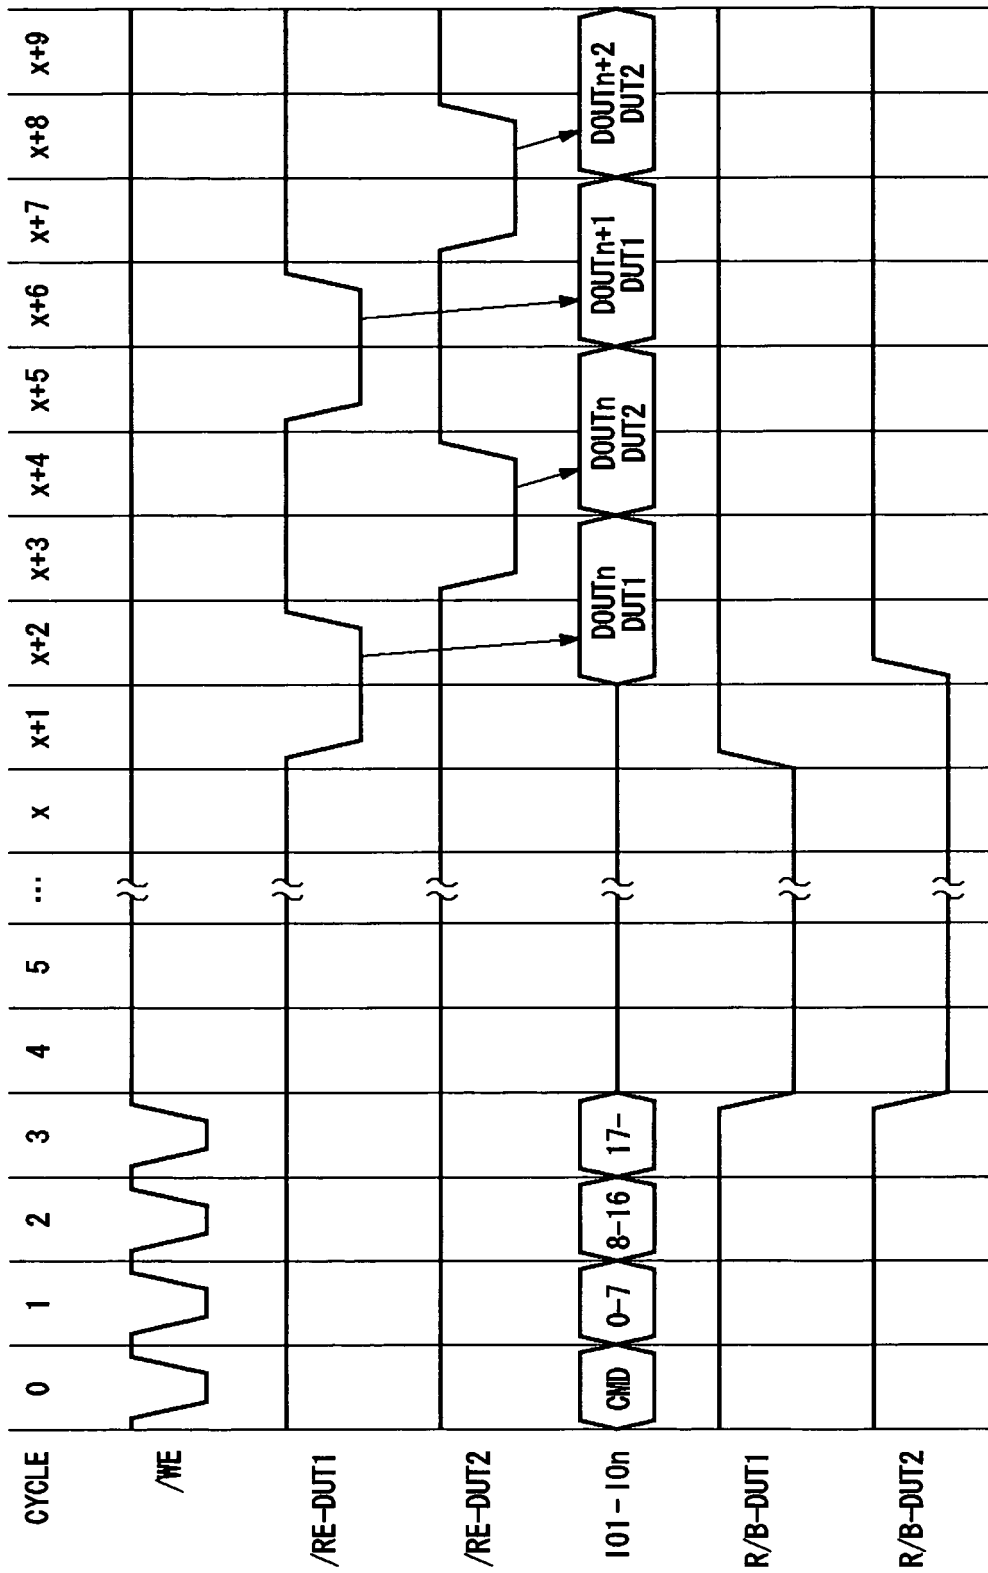 CYCLE 0 1 2 3 4 5 ... x x+1 x+2 x+3 x+4 x+5 x+6 x+7 x+8 x+9
/WE
/RE-DUT1
/RE-DUT2
IO1-IOn
CMD
0-7
8-16
17-
DOUTn
DUT1
DOUTn
DUT2
DOUTn+1
DUT1
DOUTn+2
DUT2
R/B-DUT1
R/B-DUT2